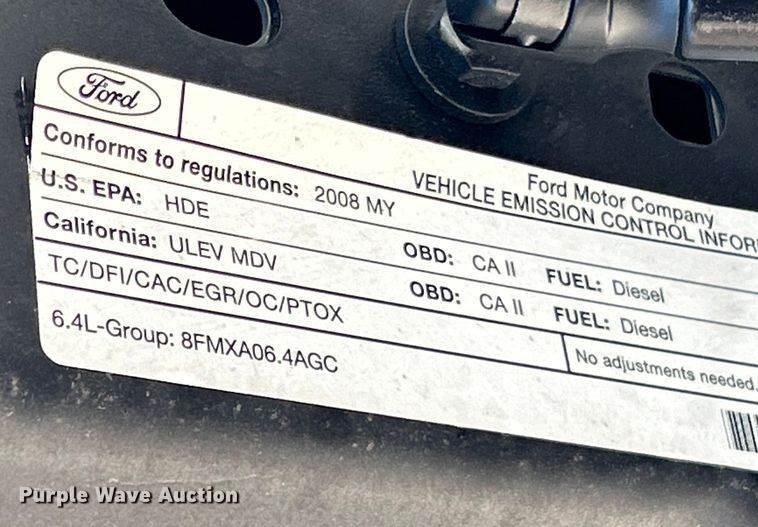 Ford
Ford Motor Company
VEHICLE EMISSION CONTROL
Conforms to regulations: 2008 MY
U.S. EPA: HDE OBD: CA II FUEL: Diesel
California: ULEV MDV OBD: CA II FUEL: Diesel
TC/DFI/CAC/EGR/OC/PTOX
No adjustments needed.
6.4L-Group: 8FMXA06.4AGC
Purple Wave Auction